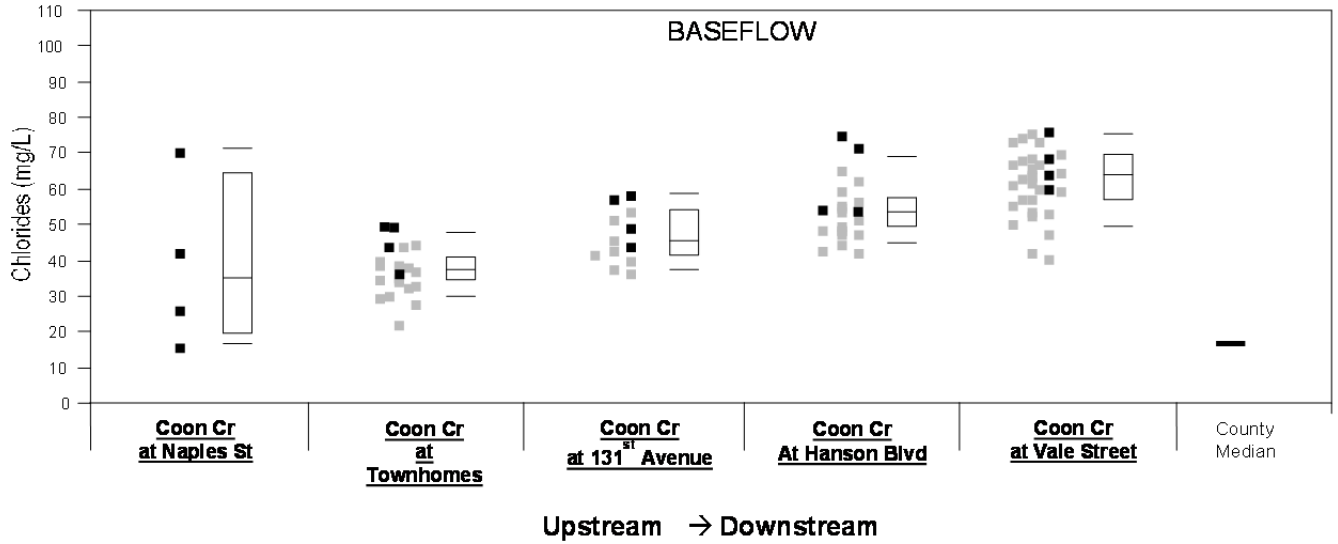 BASEFLOW
Chlorides (mg/L)
110
100
90
80
70
60
50
40
30
20
10
0
Coon Cr
at Naples St
Coon Cr
at
Townhomes
Coon Cr
at 131st Avenue
Coon Cr
At Hanson Blvd
Coon Cr
at Vale Street
County
Median
Upstream → Downstream